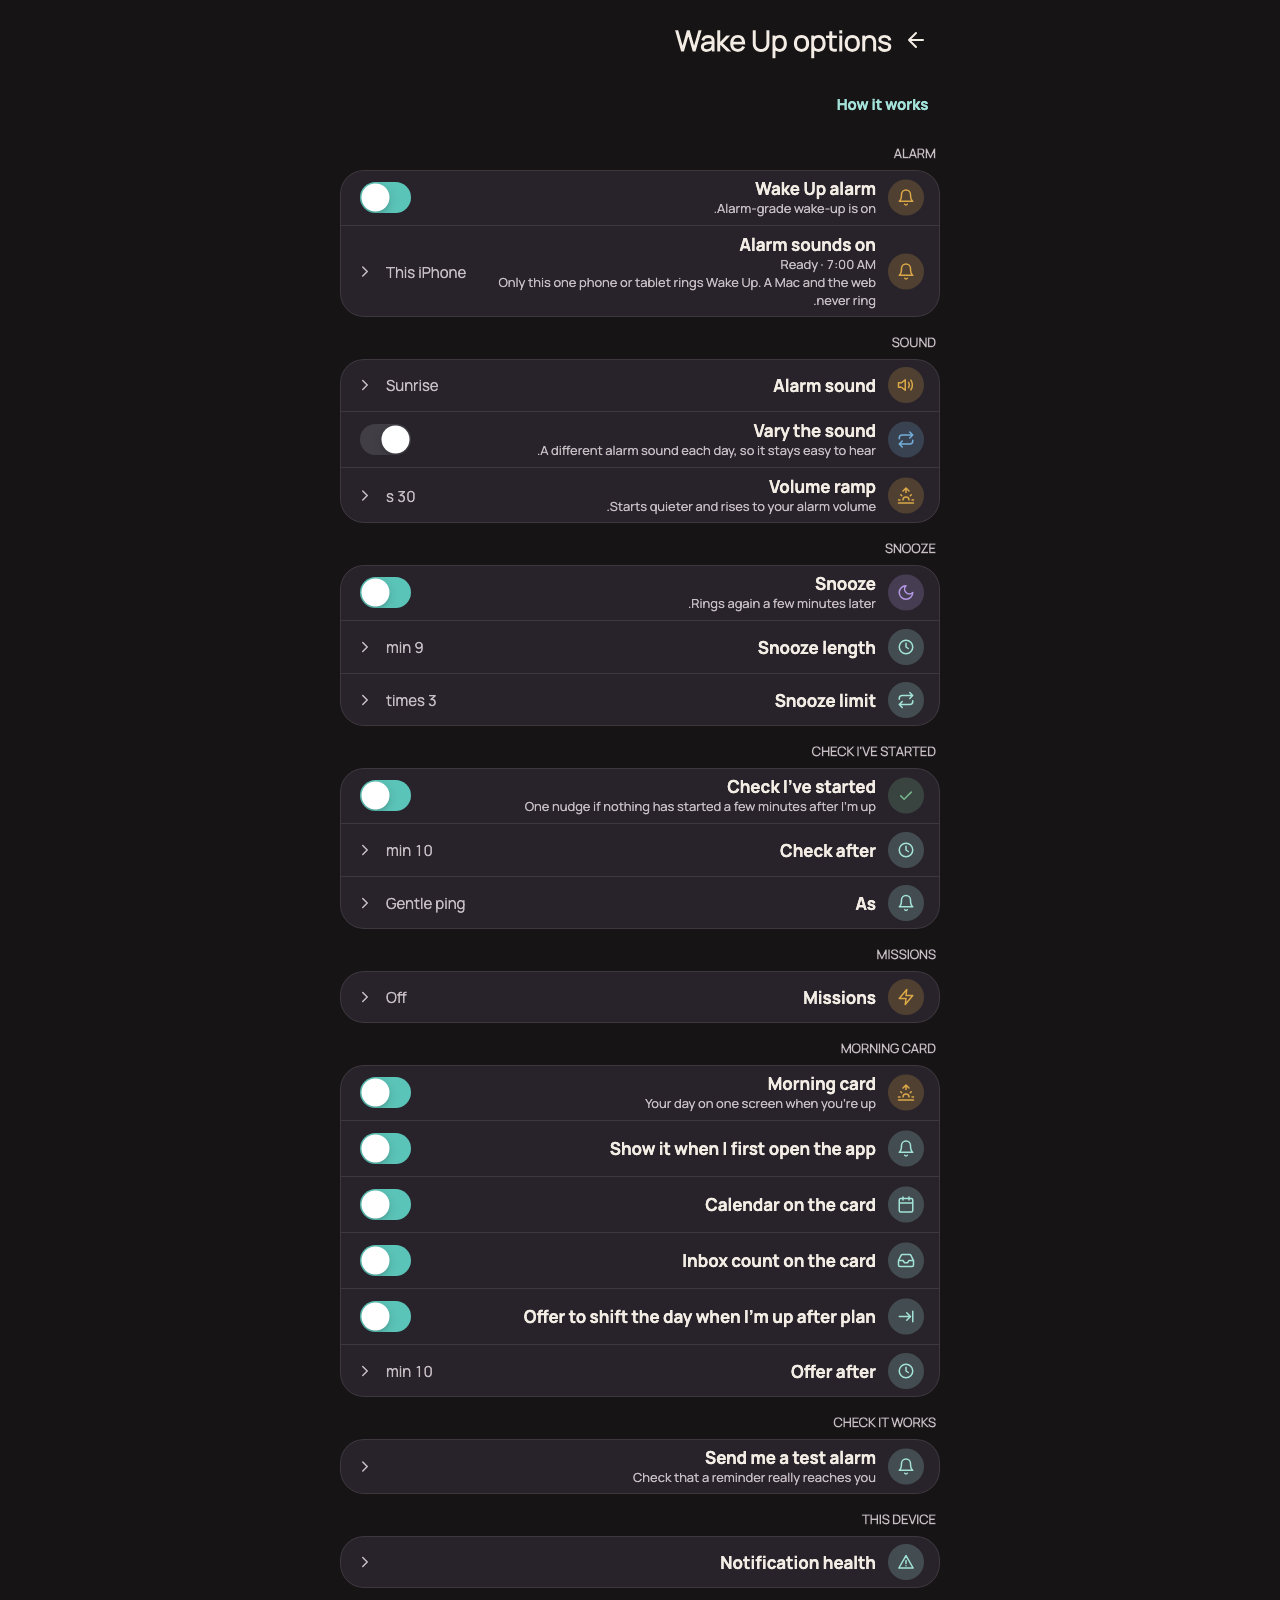 Wake Up options
How it works
ALARM
Wake Up alarm
.Alarm-grade wake-up is on
Alarm sounds on
Ready · 7:00 AM
Only this one phone or tablet rings Wake Up. A Mac and the web
.never ring
This iPhone
SOUND
Alarm sound
Sunrise
Vary the sound
.A different alarm sound each day, so it stays easy to hear
Volume ramp
.Starts quieter and rises to your alarm volume
s 30
SNOOZE
Snooze
.Rings again a few minutes later
Snooze length
min 9
Snooze limit
times 3
CHECK I'VE STARTED
Check I've started
One nudge if nothing has started a few minutes after I'm up
Check after
min 10
As
Gentle ping
MISSIONS
Missions
Off
MORNING CARD
Morning card
Your day on one screen when you're up
Show it when I first open the app
Calendar on the card
Inbox count on the card
Offer to shift the day when I'm up after plan
Offer after
min 10
CHECK IT WORKS
Send me a test alarm
Check that a reminder really reaches you
THIS DEVICE
Notification health